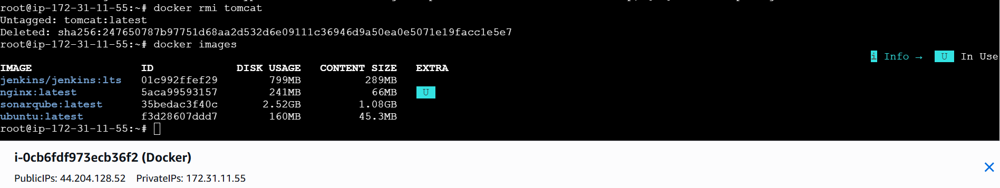 root@ip-172-31-11-55:~# docker rmi tomcat
Untagged: tomcat:latest
Deleted: sha256:247650787b97751d68aa2d532d6e09111c36946d9a50ea0e5071e19facc1e5e7
root@ip-172-31-11-55:~# docker images
i Info → U In Use
IMAGE ID DISK USAGE CONTENT SIZE EXTRA
jenkins/jenkins:lts 01c992ffef29 799MB 289MB
nginx:latest 5aca99593157 241MB 66MB U
sonarqube:latest 35bedac3f40c 2.52GB 1.08GB
ubuntu:latest f3d28607ddd7 160MB 45.3MB
root@ip-172-31-11-55:~#
i-0cb6fdf973ecb36f2 (Docker)
PublicIPs: 44.204.128.52 PrivateIPs: 172.31.11.55